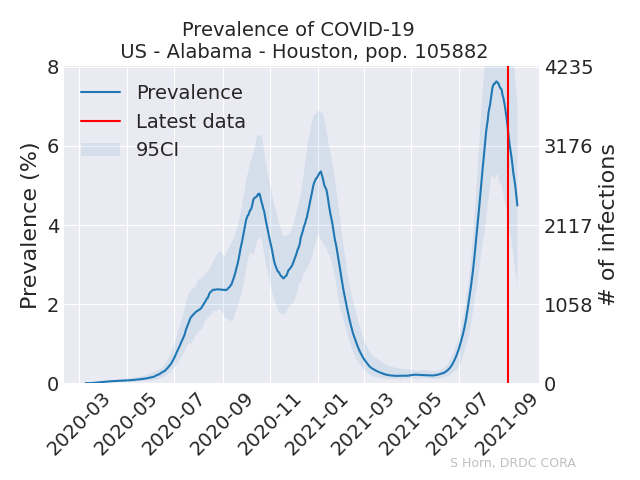 Prevalence of COVID-19
US - Alabama - Houston, pop. 105882
Prevalence
Latest data
95CI
Prevalence (%)
8
6
4
2
0
# of infections
4235
3176
2117
1058
0
2020-03
2020-05
2020-07
2020-09
2020-11
2021-01
2021-03
2021-05
2021-07
2021-09
S Horn, DRDC CORA